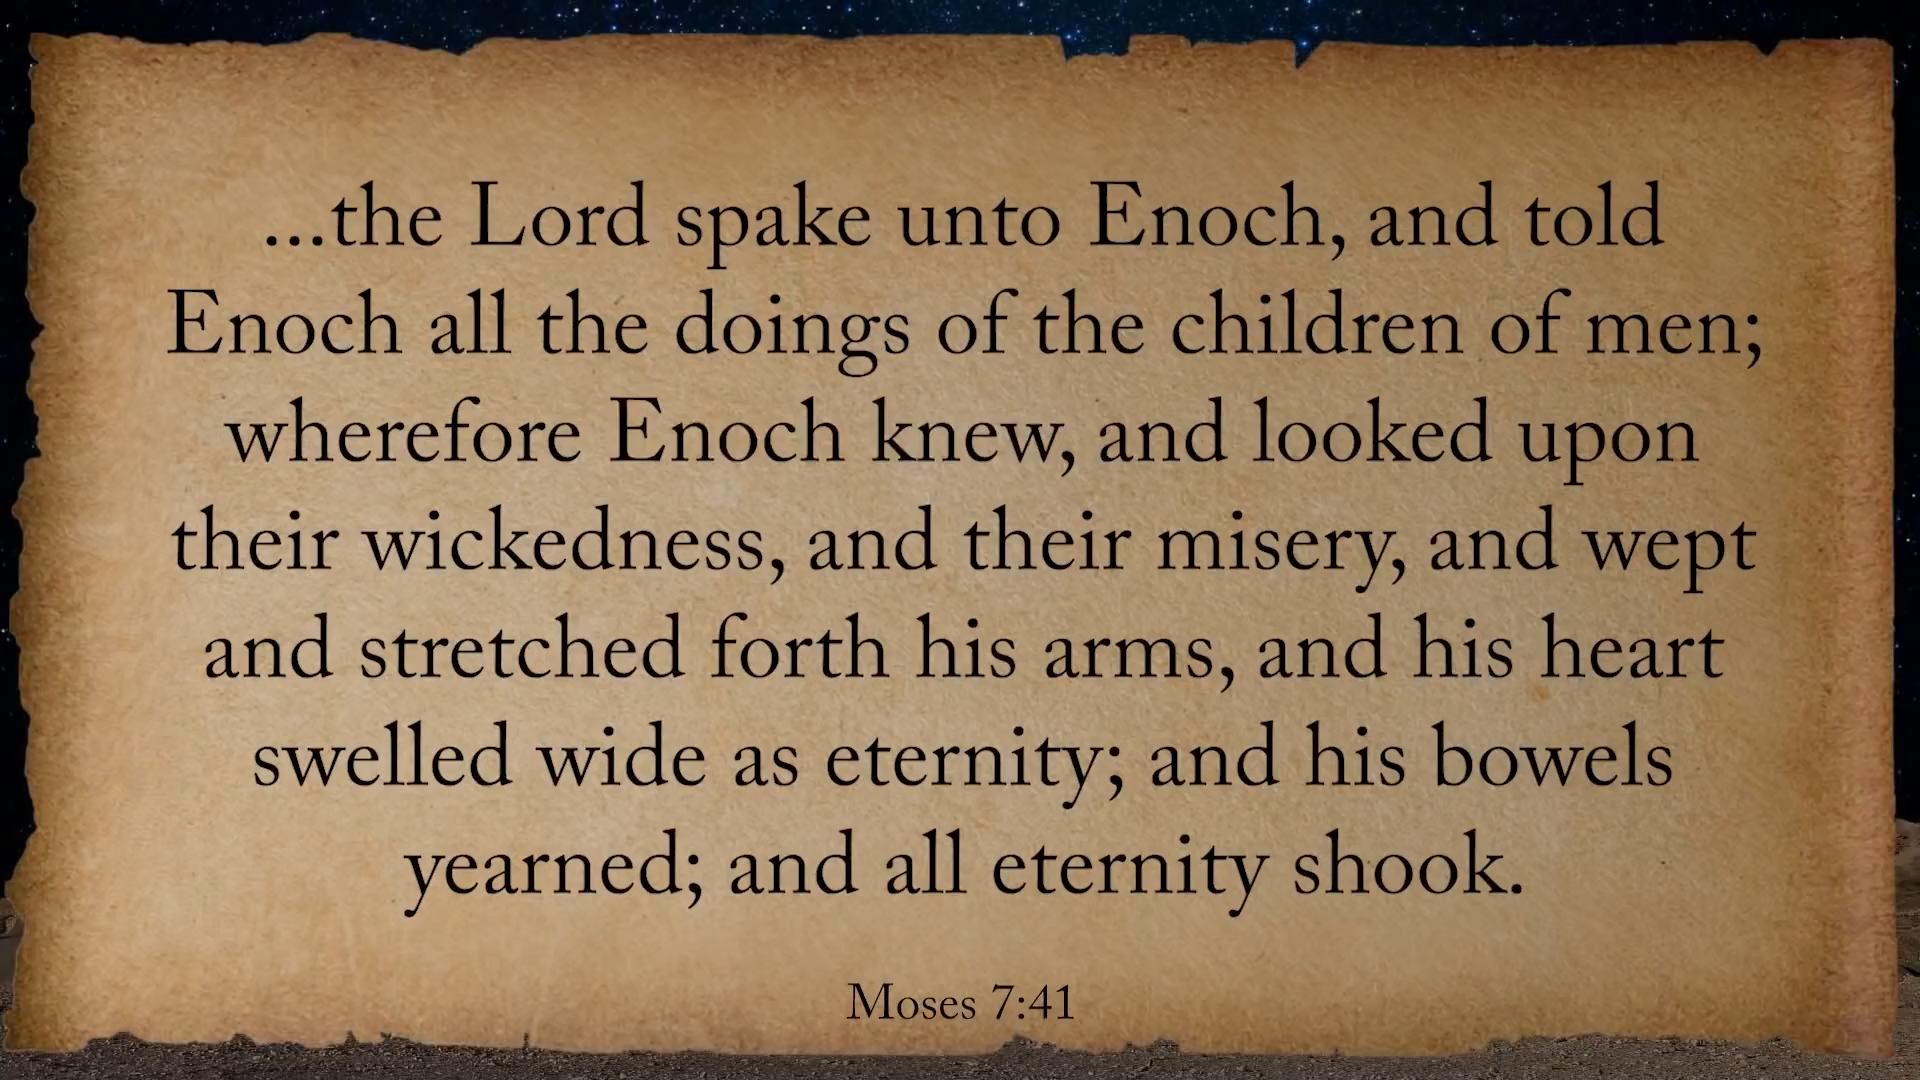 ...the Lord spake unto Enoch, and told
Enoch all the doings of the children of men;
wherefore Enoch knew, and looked upon
their wickedness, and their misery, and wept
and stretched forth his arms, and his heart
swelled wide as eternity; and his bowels
yearned; and all eternity shook.
Moses 7:41